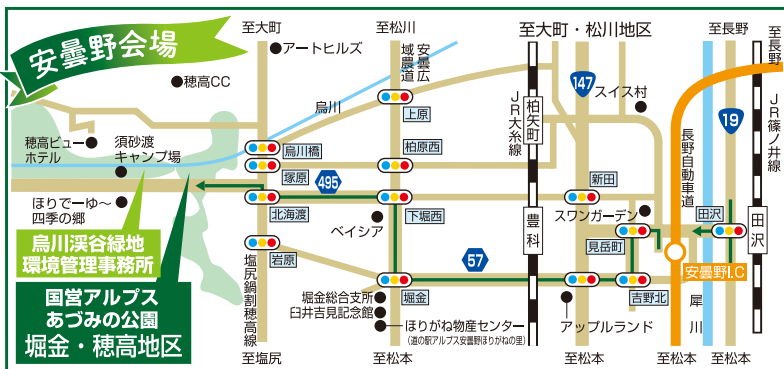 安曇野会場
至大町
至松川
至大町・松川地区
至長野
至長野
アートヒルズ
安曇広域農道
穂高CC
烏川
上原
柏矢町
JR大糸線
147
スイス村
長野自動車道
19
JR篠ノ井線
穂高ビュー
ホテル
須砂渡
キャンプ場
烏川橋
柏原西
塚原
495
新田
ほりでーゆ〜
四季の郷
北海渡
下堀西
ベイシア
豊科
スワンガーデン
見岳町
田沢
田沢
烏川渓谷緑地
環境管理事務所
岩原
57
安曇野I.C
国営アルプス
あづみの公園
堀金・穂高地区
塩尻鍋割穂高線
堀金総合支所
臼井吉見記念館
ほりがね物産センター
(道の駅アルプス安曇野ほりがねの里)
堀金
アップルランド
吉野北
犀川
至塩尻
至松本
至松本
至松本
至松本